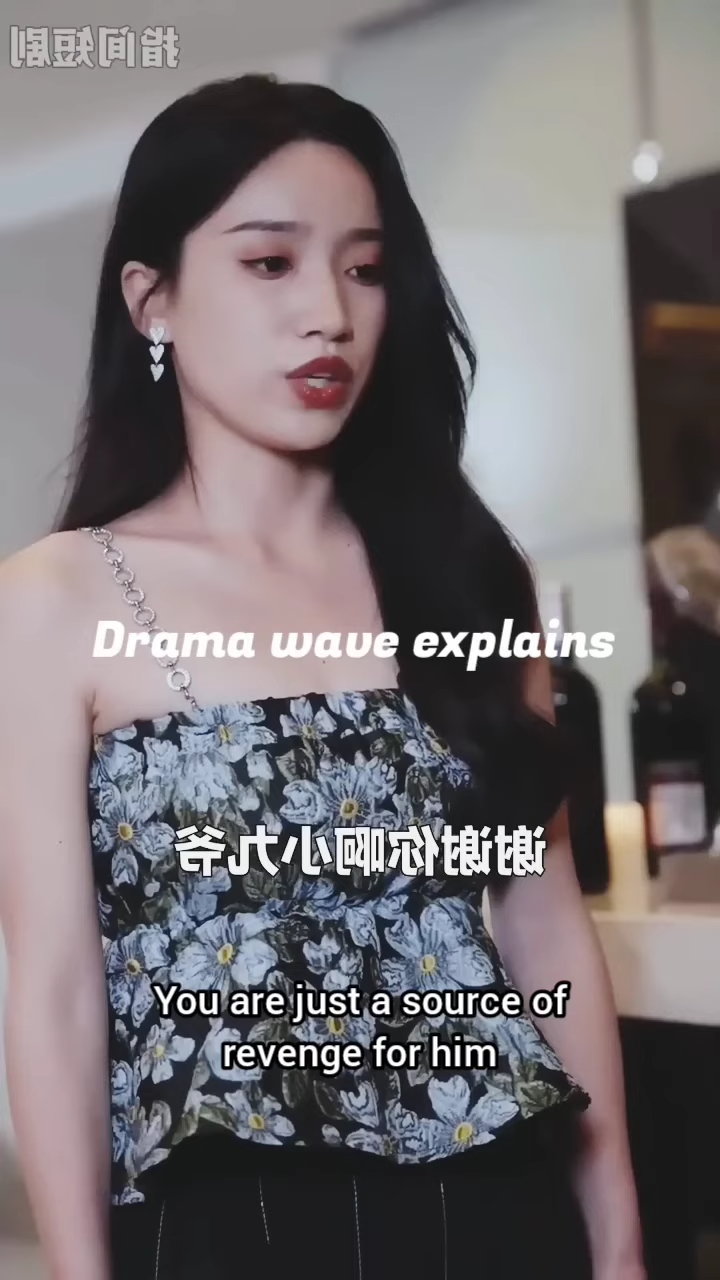 指间短剧
Drama wave explains
谢谢你啊小九爷
You are just a source of
revenge for him